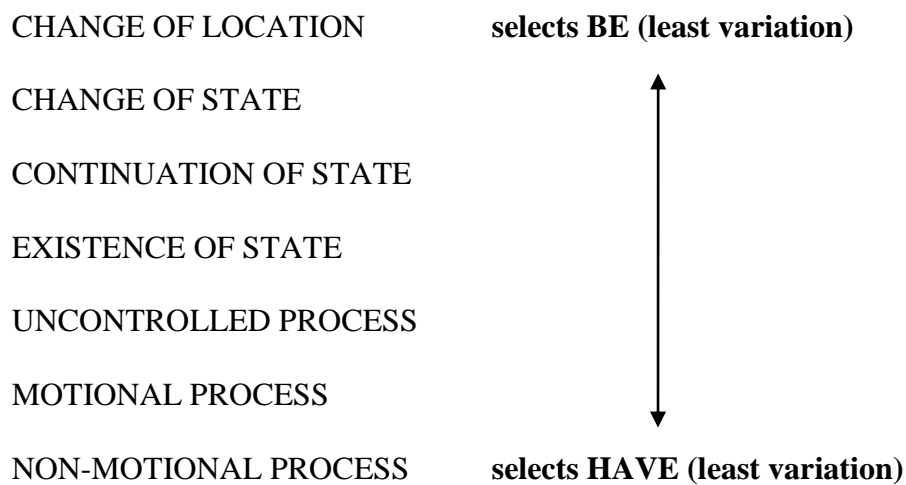 CHANGE OF LOCATION selects BE (least variation)
CHANGE OF STATE
CONTINUATION OF STATE
EXISTENCE OF STATE
UNCONTROLLED PROCESS
MOTIONAL PROCESS
NON-MOTIONAL PROCESS selects HAVE (least variation)